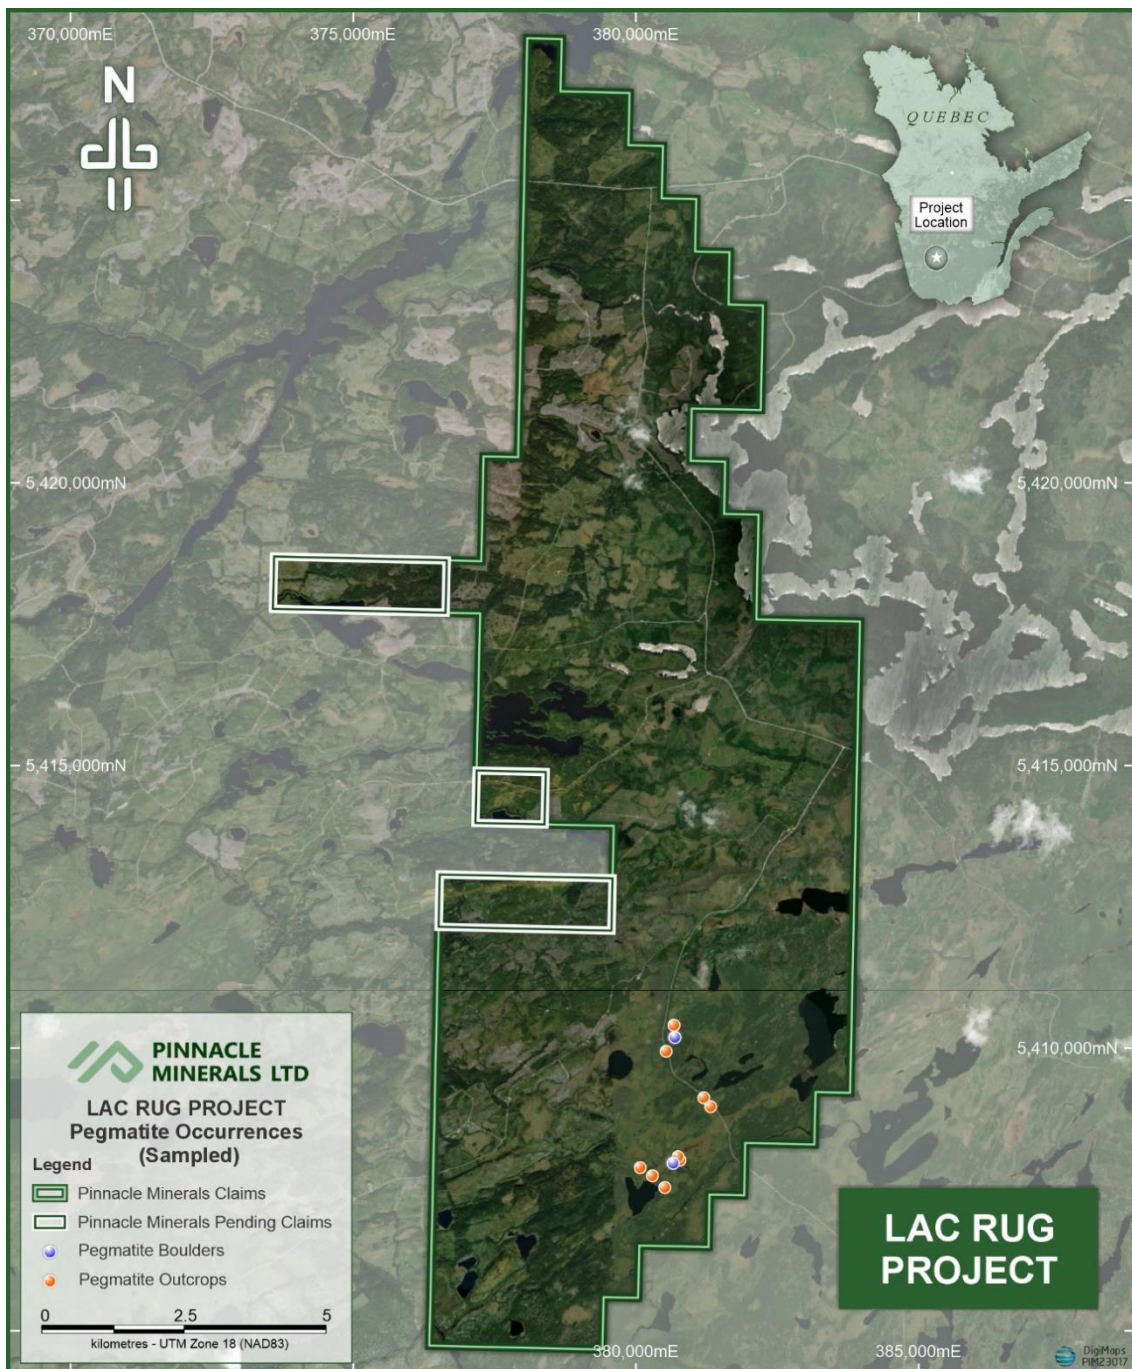 370,000mE
375,000mE
380,000mE
N
QUEBEC
Project
Location
5,420,000mN
5,420,000mN
5,415,000mN
5,415,000mN
5,410,000mN
PINNACLE
MINERALS LTD
LAC RUG PROJECT
Pegmatite Occurrences
(Sampled)
Legend
Pinnacle Minerals Claims
Pinnacle Minerals Pending Claims
Pegmatite Boulders
Pegmatite Outcrops
0 2.5 5
kilometres - UTM Zone 18 (NAD83)
LAC RUG
PROJECT
380,000mE
385,000mE
DigiMaps
PIM23017